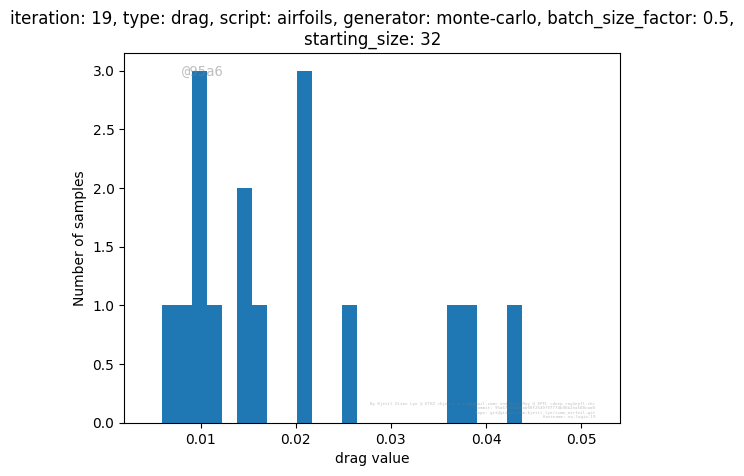 iteration: 19, type: drag, script: airfoils, generator: monte-carlo, batch_size_factor: 0.5,
starting_size: 32
@95a6
3.0
2.5
2.0
1.5
1.0
0.5
0.0
Number of samples
0.01 0.02 0.03 0.04 0.05
drag value